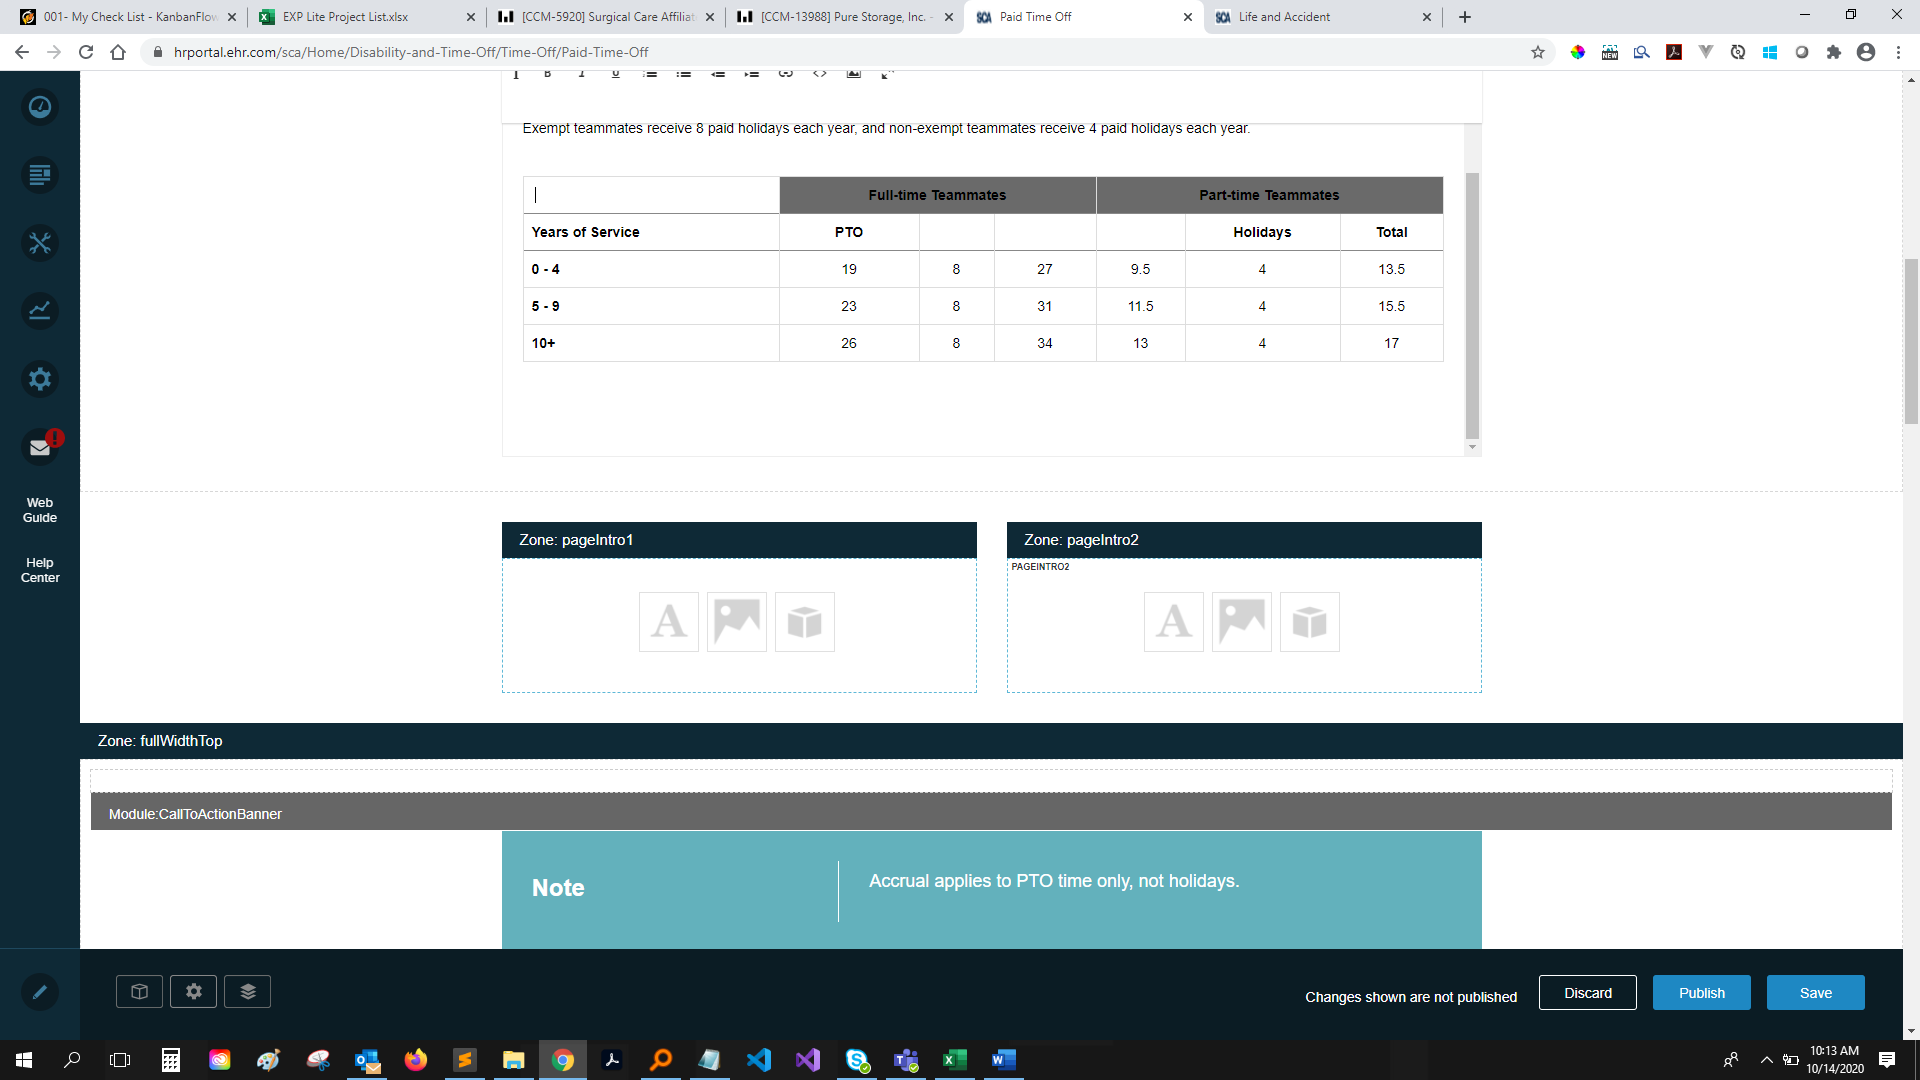 001- My Check List - KanbanFlow
EXP Lite Project List.xlsx
[CCM-5920] Surgical Care Affiliat
[CCM-13988] Pure Storage, Inc. -
SCA Paid Time Off
SCA Life and Accident
hrportal.ehr.com/sca/Home/Disability-and-Time-Off/Time-Off/Paid-Time-Off
NEW
Exempt teammates receive 8 paid holidays each year, and non-exempt teammates receive 4 paid holidays each year.
Full-time Teammates Part-time Teammates
Years of Service PTO Holidays Total
0 - 4 19 8 27 9.5 4 13.5
5 - 9 23 8 31 11.5 4 15.5
10+ 26 8 34 13 4 17
Web
Guide
Help
Center
Zone: pageIntro1
Zone: pageIntro2
PAGEINTRO2
A
A
Zone: fullWidthTop
Module:CallToActionBanner
Note
Accrual applies to PTO time only, not holidays.
Changes shown are not published
Discard
Publish
Save
10:13 AM
10/14/2020